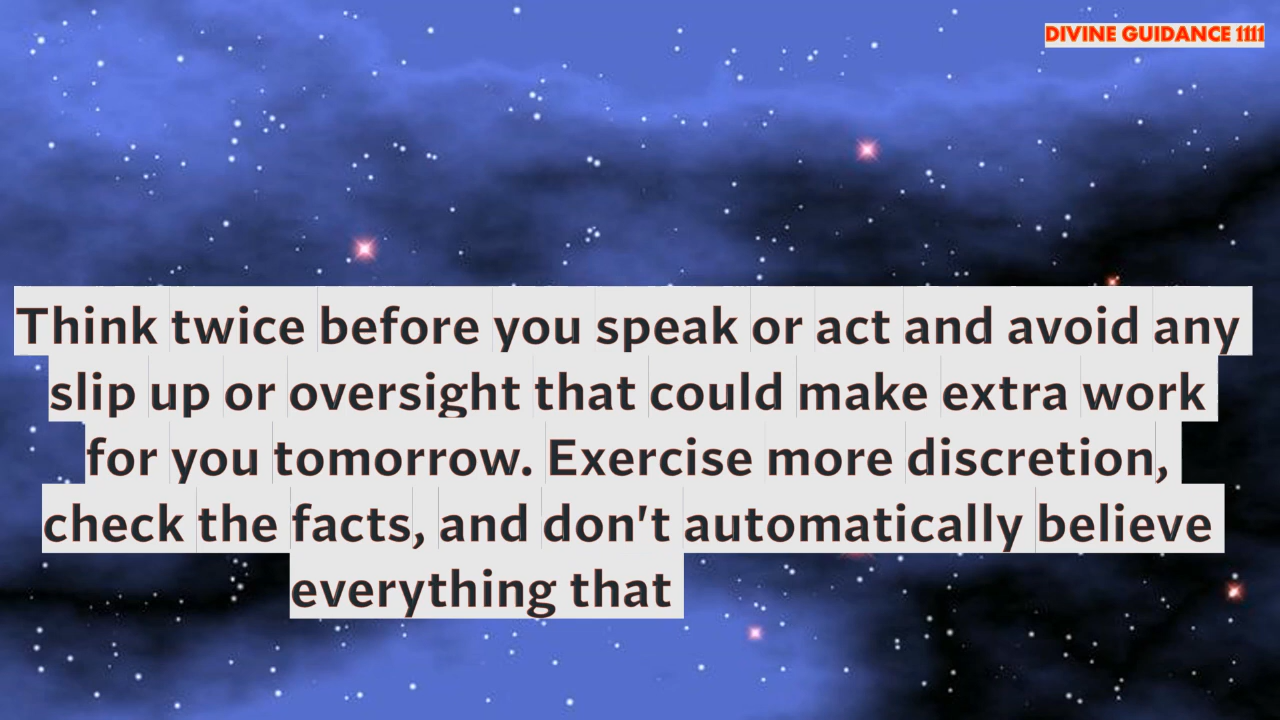 DIVINE GUIDANCE 1111
Think twice before you speak or act and avoid any
slip up or oversight that could make extra work
for you tomorrow. Exercise more discretion,
check the facts, and don't automatically believe
everything that